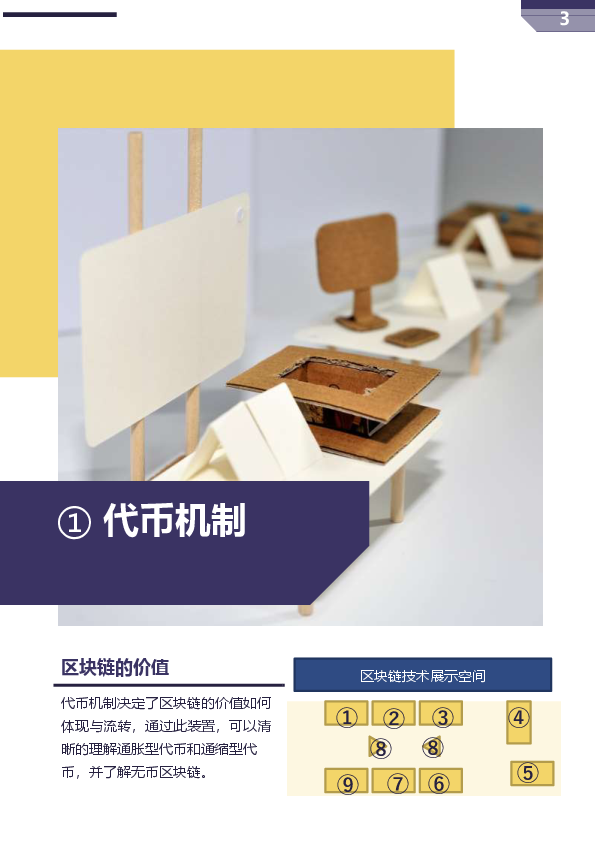 3
① 代币机制
区块链的价值
代币机制决定了区块链的价值如何
体现与流转，通过此装置，可以清
晰的理解通胀型代币和通缩型代
币，并了解无币区块链。
区块链技术展示空间
① ② ③ ④
⑧ ⑧
⑤
⑨ ⑦ ⑥